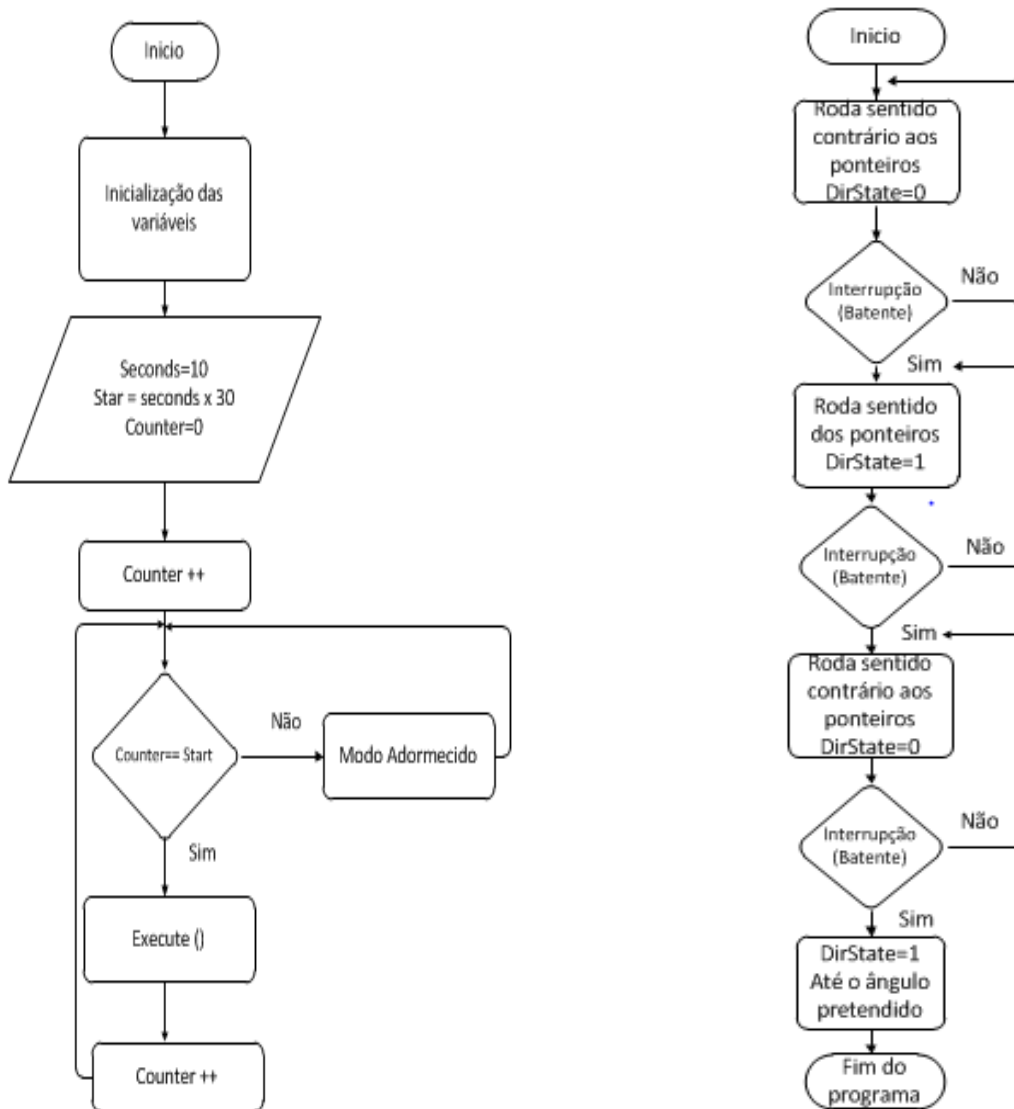 Inicio
Inicialização das
variáveis
Seconds=10
Star = seconds x 30
Counter=0
Counter ++
Counter== Start
Não
Modo Adormecido
Sim
Execute ()
Counter ++
Inicio
Roda sentido
contrário aos
ponteiros
DirState=0
Interrupção
(Batente)
Não
Sim
Roda sentido
dos ponteiros
DirState=1
Interrupção
(Batente)
Não
Sim
Roda sentido
contrário aos
ponteiros
DirState=0
Interrupção
(Batente)
Não
Sim
DirState=1
Até o ângulo
pretendido
Fim do
programa